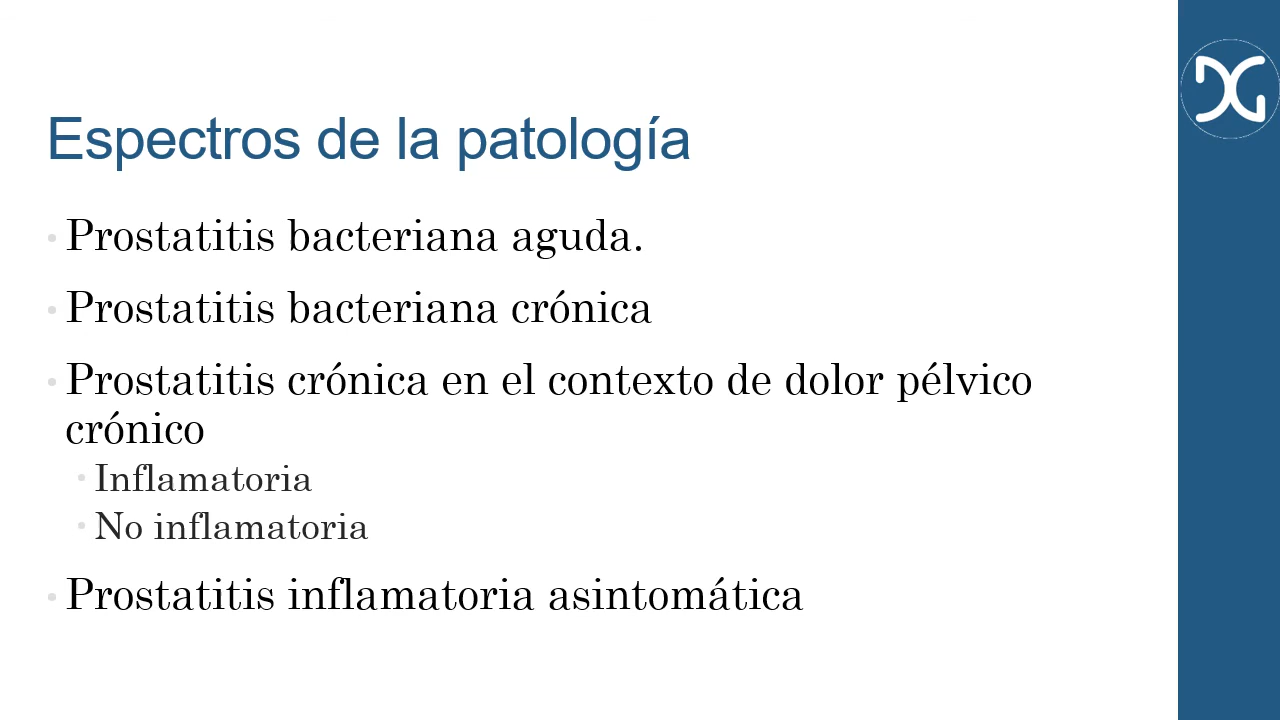 Espectros de la patología
Prostatitis bacteriana aguda.
Prostatitis bacteriana crónica
Prostatitis crónica en el contexto de dolor pélvico
crónico
Inflamatoria
No inflamatoria
Prostatitis inflamatoria asintomática